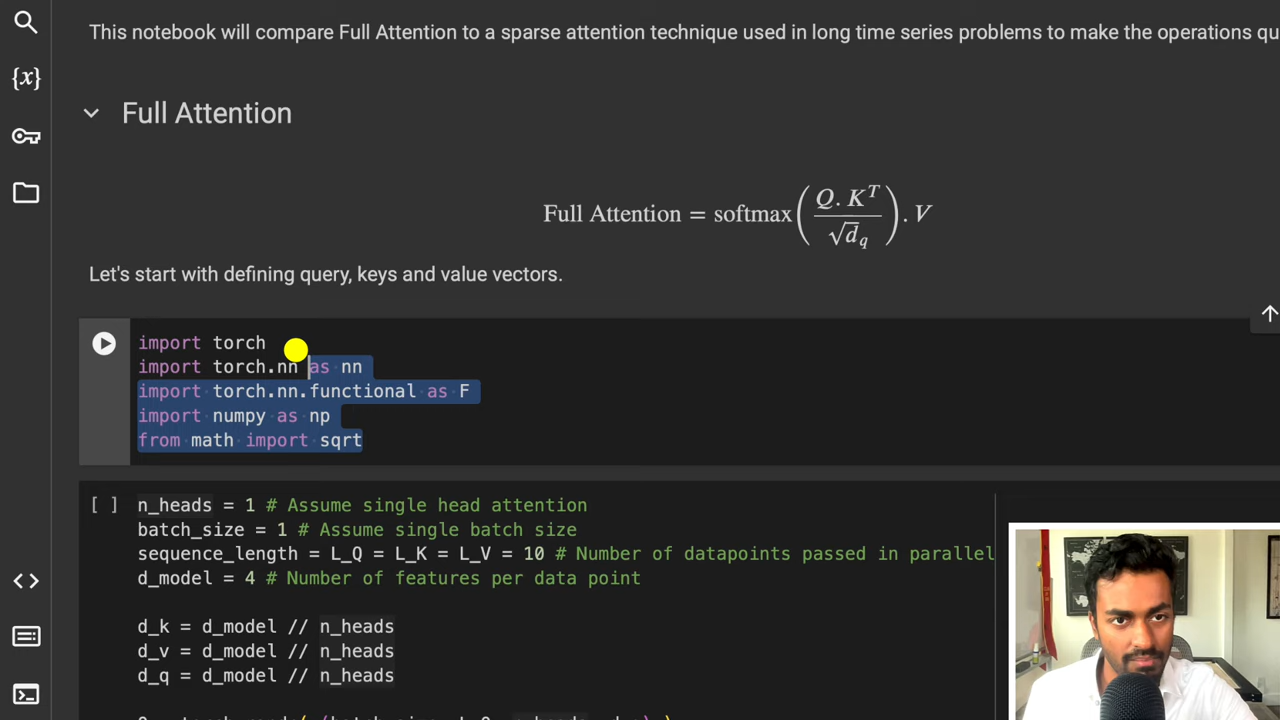 This notebook will compare Full Attention to a sparse attention technique used in long time series problems to make the operations qu
Full Attention
Full Attention = softmax(Q. K^T / √d_q). V
Let's start with defining query, keys and value vectors.
import torch
import torch.nn as nn
import torch.nn.functional as F
import numpy as np
from math import sqrt
[ ] n_heads = 1 # Assume single head attention
batch_size = 1 # Assume single batch size
sequence_length = L_Q = L_K = L_V = 10 # Number of datapoints passed in parallel
d_model = 4 # Number of features per data point
d_k = d_model // n_heads
d_v = d_model // n_heads
d_q = d_model // n_heads